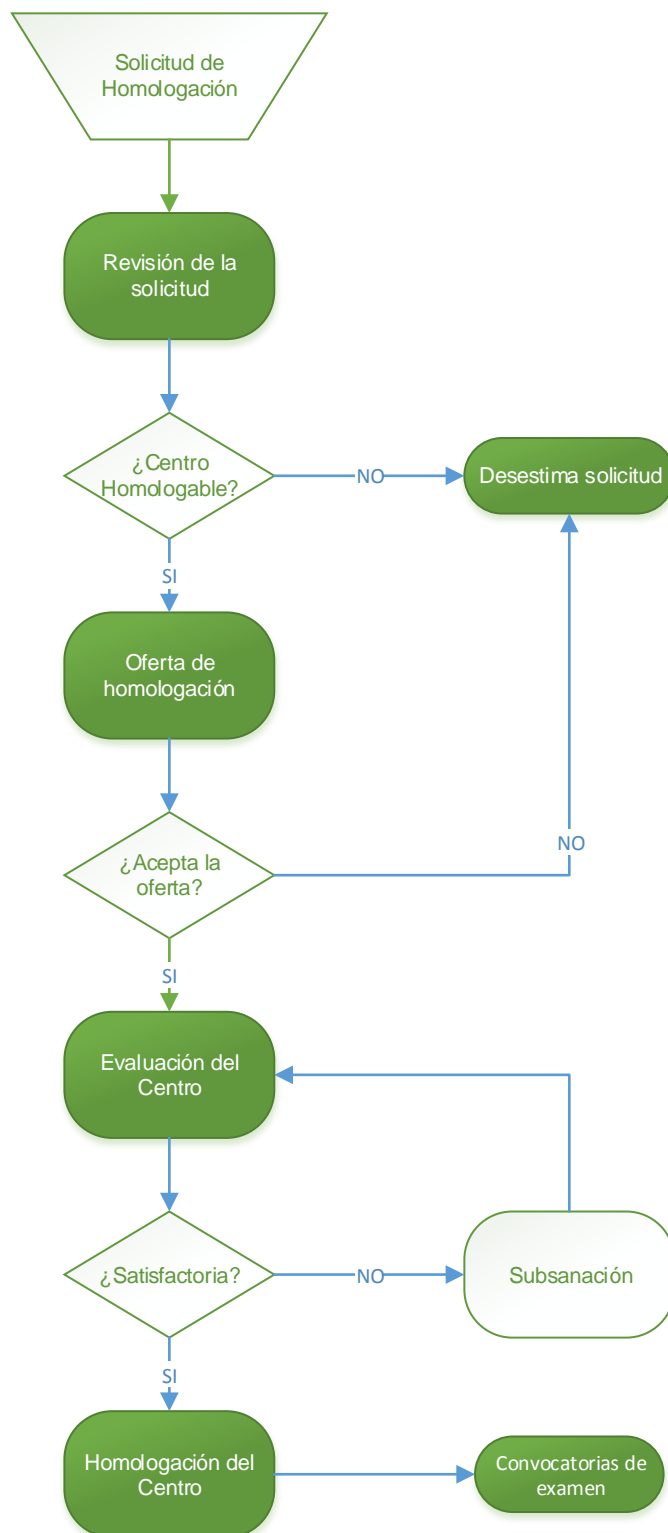 Solicitud de
Homologación
Revisión de la
solicitud
¿Centro
Homologable?
NO
Desestima solicitud
SI
Oferta de
homologación
¿Acepta la
oferta?
NO
SI
Evaluación del
Centro
¿Satisfactoria?
NO
Subsanación
SI
Homologación del
Centro
Convocatorias de
examen